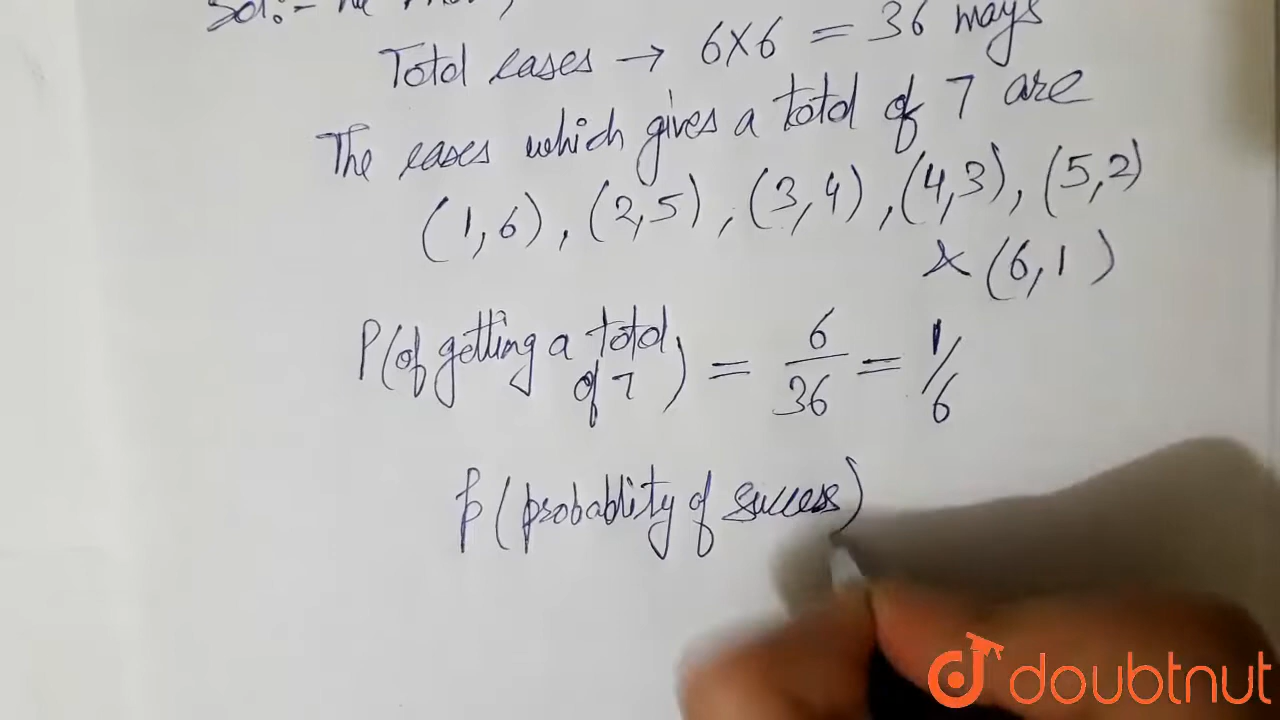 Sol:-
Total cases → 6×6 = 36 ways
The cases which gives a total of 7 are
(1,6), (2,5), (3,4), (4,3), (5,2)
& (6,1)
P(of getting a total of 7) = 6/36 = 1/6
p(probablity of success)
doubtnut